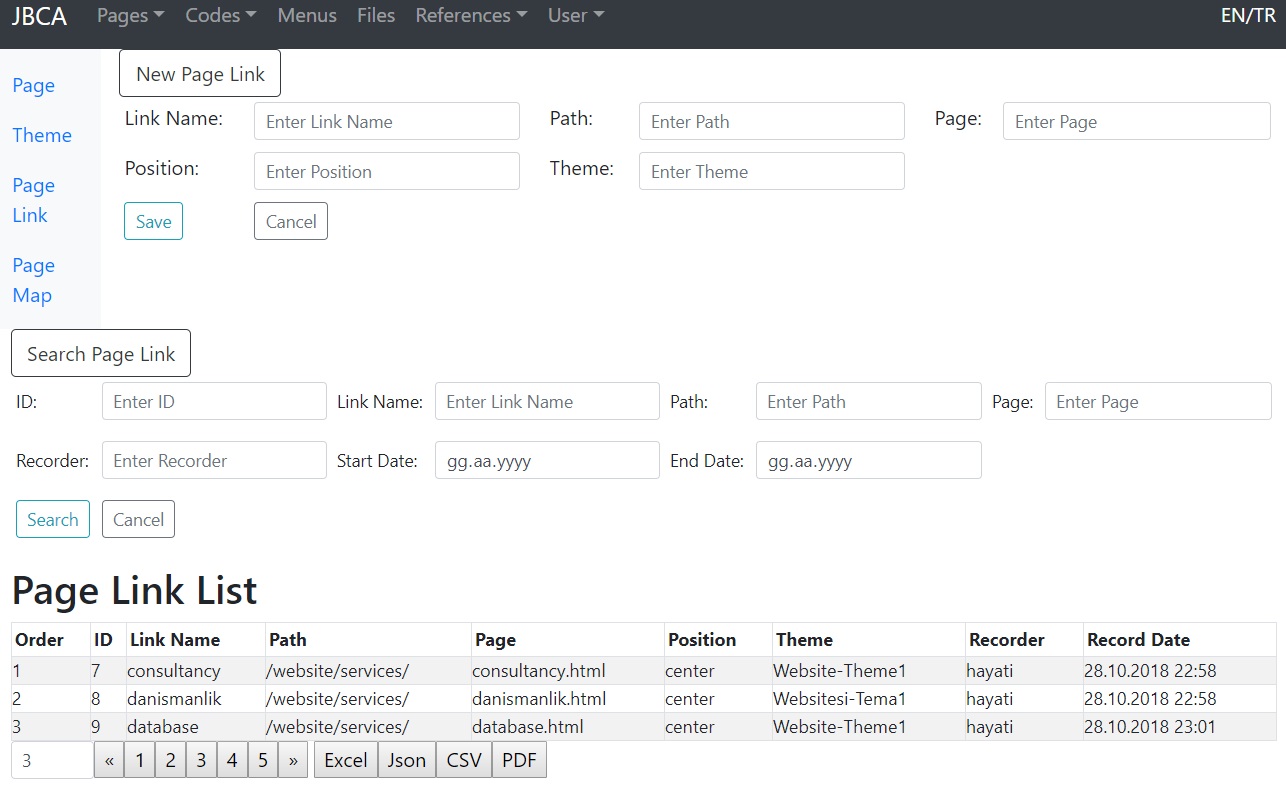 JBCA Pages Codes Menus Files References User EN/TR
Page
Theme
Page
Link
Page
Map
New Page Link
Link Name: Enter Link Name Path: Enter Path Page: Enter Page
Position: Enter Position Theme: Enter Theme
Save Cancel
Search Page Link
ID: Enter ID Link Name: Enter Link Name Path: Enter Path Page: Enter Page
Recorder: Enter Recorder Start Date: gg.aa.yyyy End Date: gg.aa.yyyy
Search Cancel
Page Link List
Order ID Link Name Path Page Position Theme Recorder Record Date
1 7 consultancy /website/services/ consultancy.html center Website-Theme1 hayati 28.10.2018 22:58
2 8 danismanlik /website/services/ danismanlik.html center Websitesi-Tema1 hayati 28.10.2018 22:58
3 9 database /website/services/ database.html center Website-Theme1 hayati 28.10.2018 23:01
3 « 1 2 3 4 5 » Excel Json CSV PDF